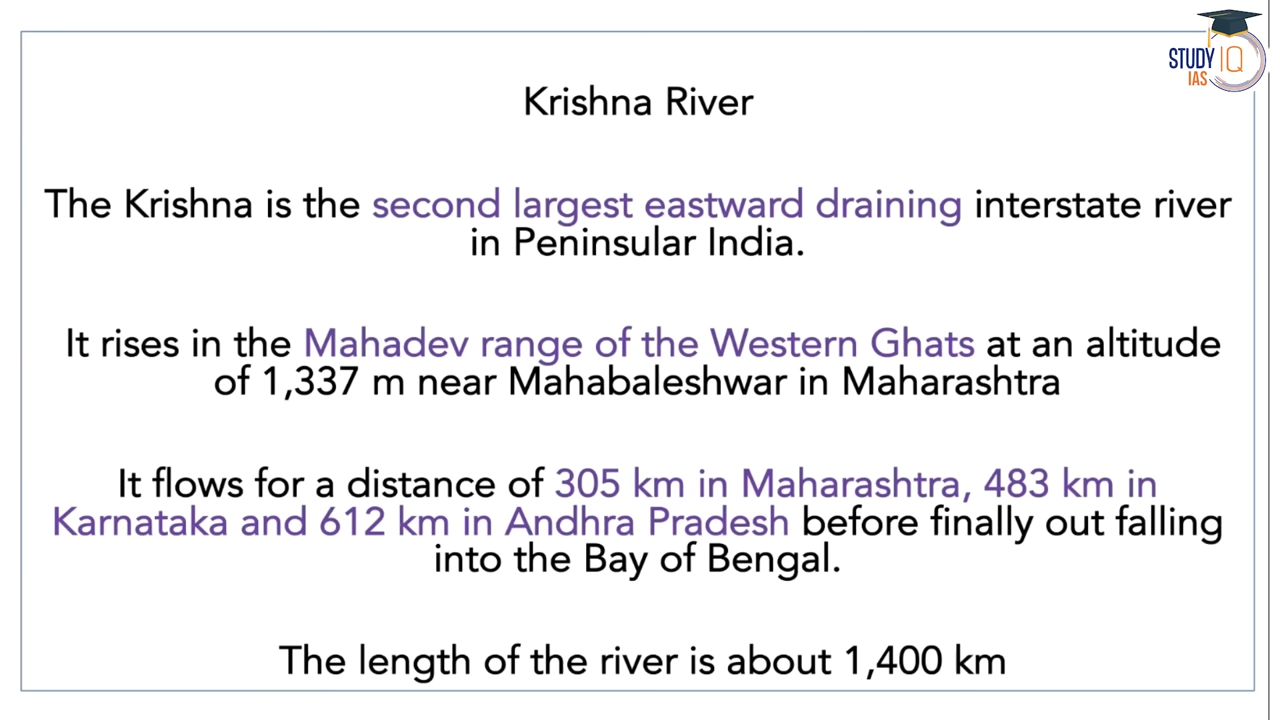 STUDY IQ
IAS
Krishna River
The Krishna is the second largest eastward draining interstate river
in Peninsular India.
It rises in the Mahadev range of the Western Ghats at an altitude
of 1,337 m near Mahabaleshwar in Maharashtra
It flows for a distance of 305 km in Maharashtra, 483 km in
Karnataka and 612 km in Andhra Pradesh before finally out falling
into the Bay of Bengal.
The length of the river is about 1,400 km